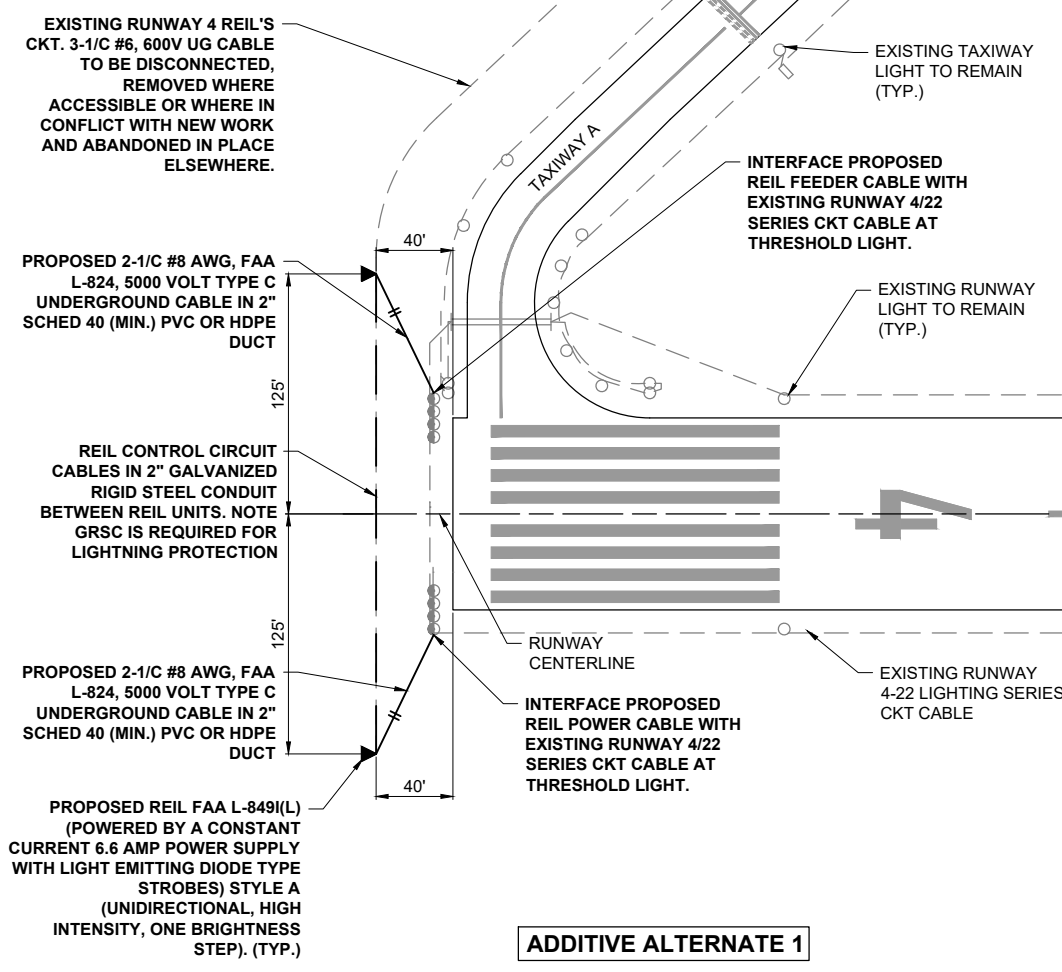 EXISTING RUNWAY 4 REIL'S
CKT. 3-1/C #6, 600V UG CABLE
TO BE DISCONNECTED,
REMOVED WHERE
ACCESSIBLE OR WHERE IN
CONFLICT WITH NEW WORK
AND ABANDONED IN PLACE
ELSEWHERE.
EXISTING TAXIWAY
LIGHT TO REMAIN
(TYP.)
TAXIWAY A
INTERFACE PROPOSED
REIL FEEDER CABLE WITH
EXISTING RUNWAY 4/22
SERIES CKT CABLE AT
THRESHOLD LIGHT.
40'
PROPOSED 2-1/C #8 AWG, FAA
L-824, 5000 VOLT TYPE C
UNDERGROUND CABLE IN 2"
SCHED 40 (MIN.) PVC OR HDPE
DUCT
EXISTING RUNWAY
LIGHT TO REMAIN
(TYP.)
125'
REIL CONTROL CIRCUIT
CABLES IN 2" GALVANIZED
RIGID STEEL CONDUIT
BETWEEN REIL UNITS. NOTE
GRSC IS REQUIRED FOR
LIGHTNING PROTECTION
4
125'
RUNWAY
CENTERLINE
PROPOSED 2-1/C #8 AWG, FAA
L-824, 5000 VOLT TYPE C
UNDERGROUND CABLE IN 2"
SCHED 40 (MIN.) PVC OR HDPE
DUCT
EXISTING RUNWAY
4-22 LIGHTING SERIES
CKT CABLE
INTERFACE PROPOSED
REIL POWER CABLE WITH
EXISTING RUNWAY 4/22
SERIES CKT CABLE AT
THRESHOLD LIGHT.
40'
PROPOSED REIL FAA L-849I(L)
(POWERED BY A CONSTANT
CURRENT 6.6 AMP POWER SUPPLY
WITH LIGHT EMITTING DIODE TYPE
STROBES) STYLE A
(UNIDIRECTIONAL, HIGH
INTENSITY, ONE BRIGHTNESS
STEP). (TYP.)
ADDITIVE ALTERNATE 1